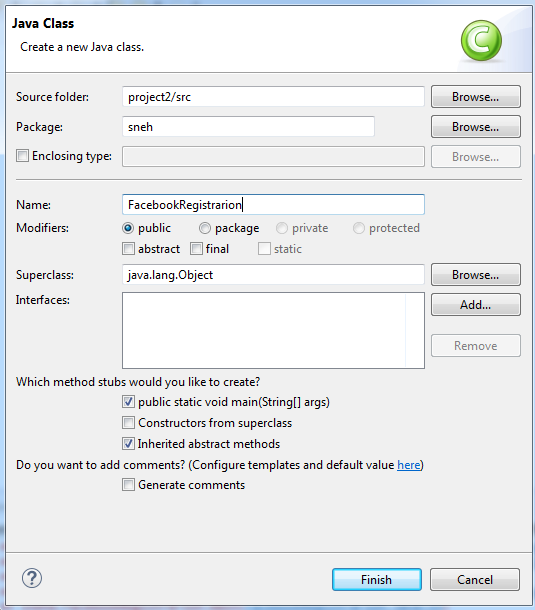 Java Class
Create a new Java class.
Source folder: project2/src Browse...
Package: sneh Browse...
Enclosing type: Browse...
Name: FacebookRegistrarion
Modifiers: public package private protected
abstract final static
Superclass: java.lang.Object Browse...
Interfaces: Add...
Remove
Which method stubs would you like to create?
public static void main(String[] args)
Constructors from superclass
Inherited abstract methods
Do you want to add comments? (Configure templates and default value here)
Generate comments
? Finish Cancel